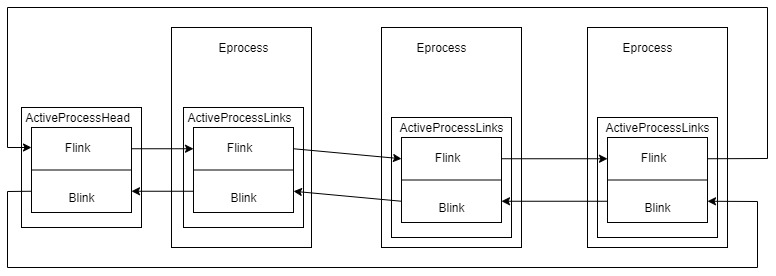 Eprocess
Eprocess
Eprocess
ActiveProcessHead
Flink
Blink
ActiveProcessLinks
Flink
Blink
ActiveProcessLinks
Flink
Blink
ActiveProcessLinks
Flink
Blink